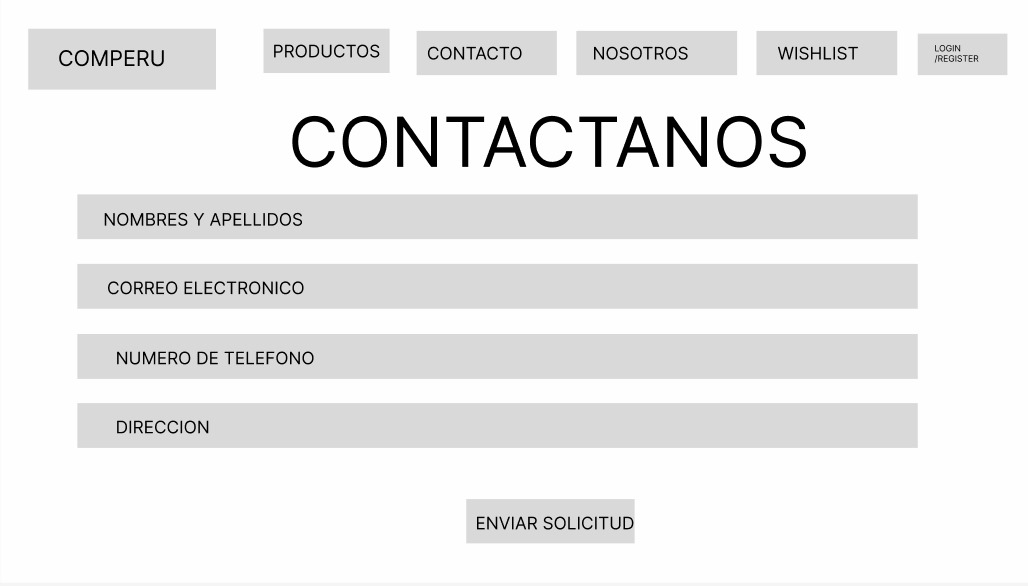 COMPERU
PRODUCTOS
CONTACTO
NOSOTROS
WISHLIST
LOGIN
/REGISTER
CONTACTANOS
NOMBRES Y APELLIDOS
CORREO ELECTRONICO
NUMERO DE TELEFONO
DIRECCION
ENVIAR SOLICITUD